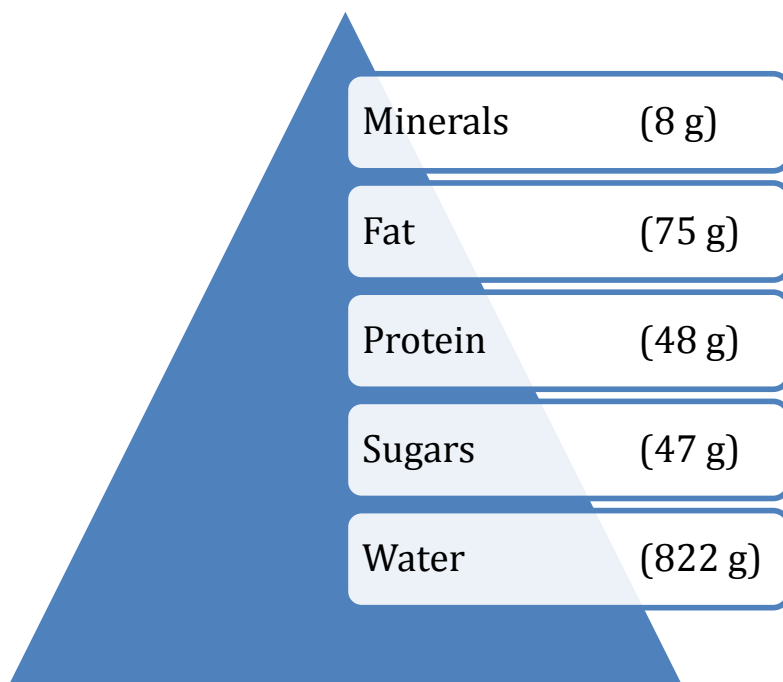 Minerals (8 g)
Fat (75 g)
Protein (48 g)
Sugars (47 g)
Water (822 g)